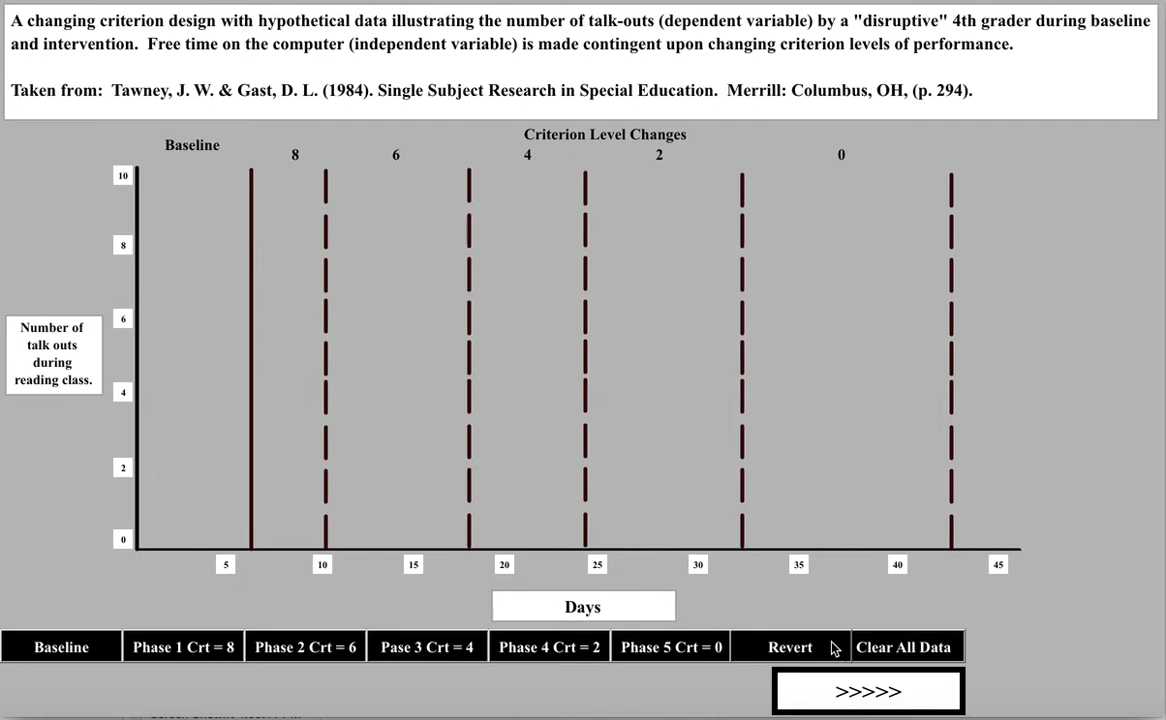 A changing criterion design with hypothetical data illustrating the number of talk-outs (dependent variable) by a "disruptive" 4th grader during baseline
and intervention.  Free time on the computer (independent variable) is made contingent upon changing criterion levels of performance.
Taken from:  Tawney, J. W. & Gast, D. L. (1984). Single Subject Research in Special Education.  Merrill: Columbus, OH, (p. 294).
Criterion Level Changes
Baseline
8 6 4 2 0
10
8
6
Number of
talk outs
during
reading class.
4
2
0
5 10 15 20 25 30 35 40 45
Days
Baseline Phase 1 Crt = 8 Phase 2 Crt = 6 Pase 3 Crt = 4 Phase 4 Crt = 2 Phase 5 Crt = 0 Revert Clear All Data
>>>>>